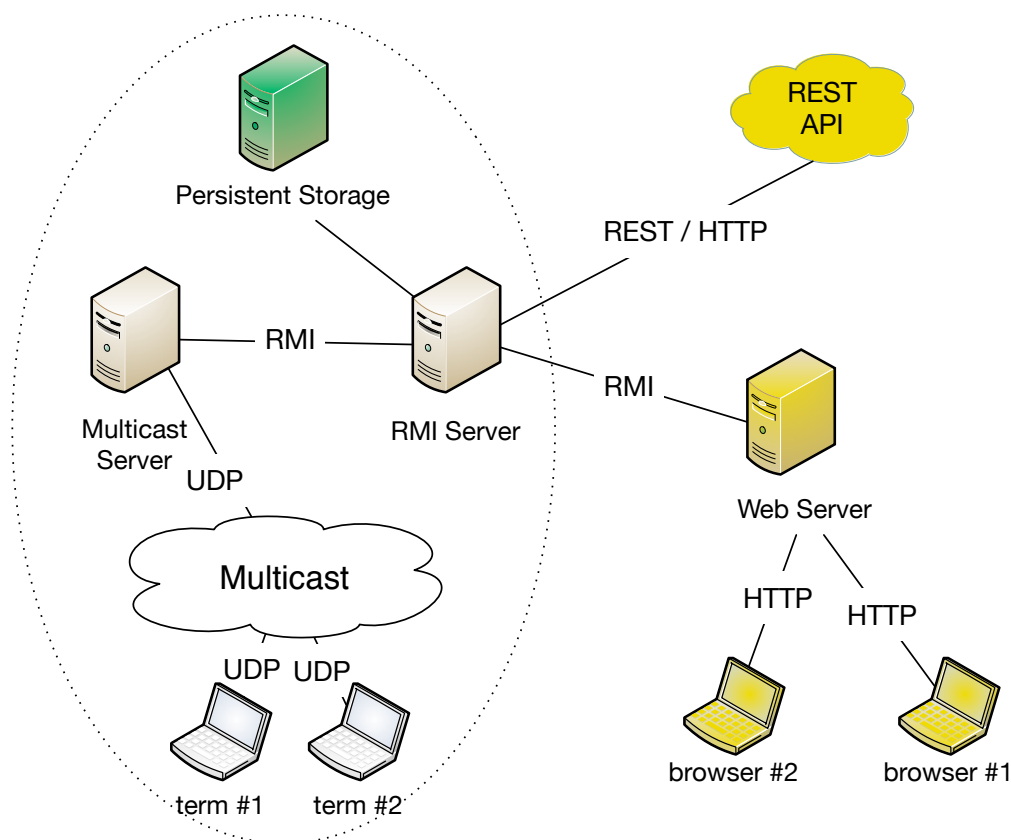 REST
API
Persistent Storage
REST / HTTP
RMI
RMI
Multicast
Server
RMI Server
UDP
Web Server
Multicast
HTTP
HTTP
UDP
UDP
term #1
term #2
browser #2
browser #1